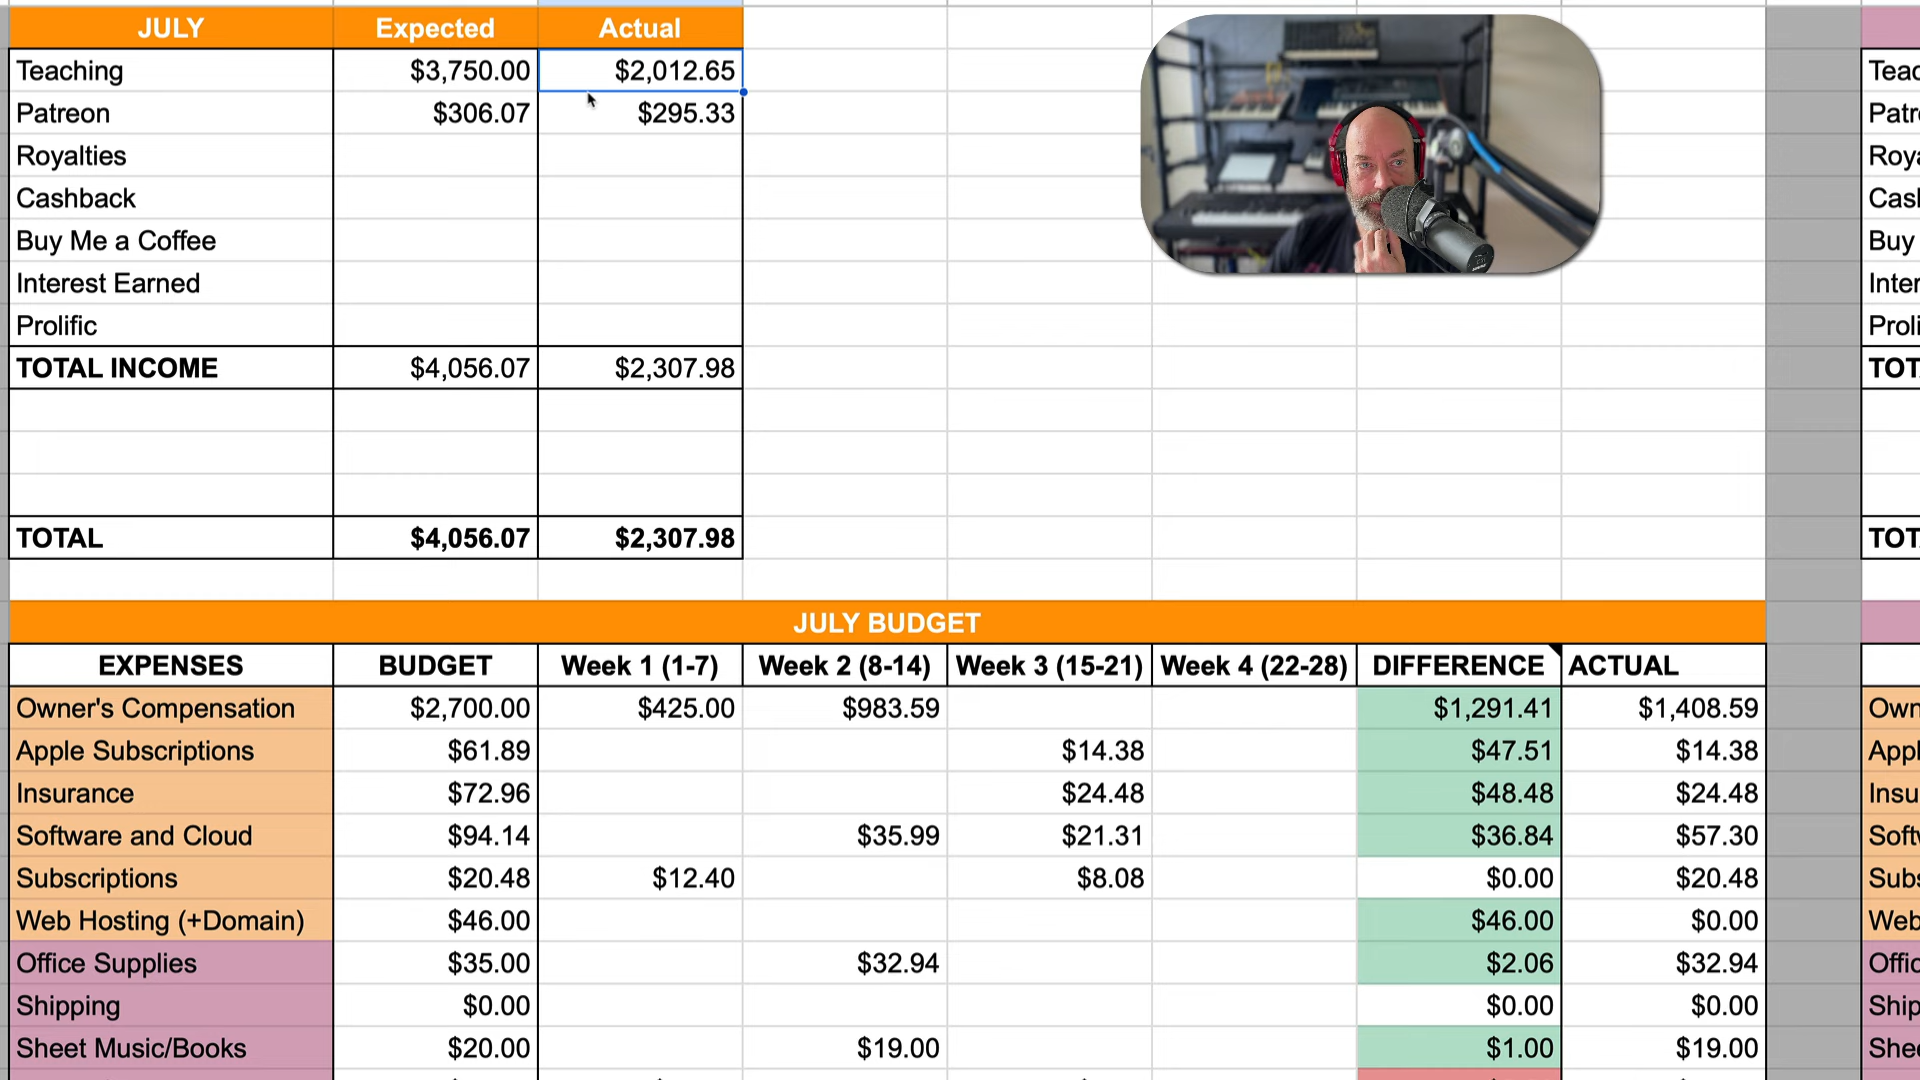 JULY Expected Actual
Teaching $3,750.00 $2,012.65 Teac
Patreon $306.07 $295.33 Patre
Royalties Roya
Cashback Cash
Buy Me a Coffee Buy
Interest Earned Inter
Prolific Proli
TOTAL INCOME $4,056.07 $2,307.98 TOTA
TOTAL $4,056.07 $2,307.98 TOTA
JULY BUDGET
EXPENSES BUDGET Week 1 (1-7) Week 2 (8-14) Week 3 (15-21) Week 4 (22-28) DIFFERENCE ACTUAL
Owner's Compensation $2,700.00 $425.00 $983.59 $1,291.41 $1,408.59 Own
Apple Subscriptions $61.89 $14.38 $47.51 $14.38 Appl
Insurance $72.96 $24.48 $48.48 $24.48 Insu
Software and Cloud $94.14 $35.99 $21.31 $36.84 $57.30 Softw
Subscriptions $20.48 $12.40 $8.08 $0.00 $20.48 Subs
Web Hosting (+Domain) $46.00 $46.00 $0.00 Web
Office Supplies $35.00 $32.94 $2.06 $32.94 Offic
Shipping $0.00 $0.00 $0.00 Ship
Sheet Music/Books $20.00 $19.00 $1.00 $19.00 Shee